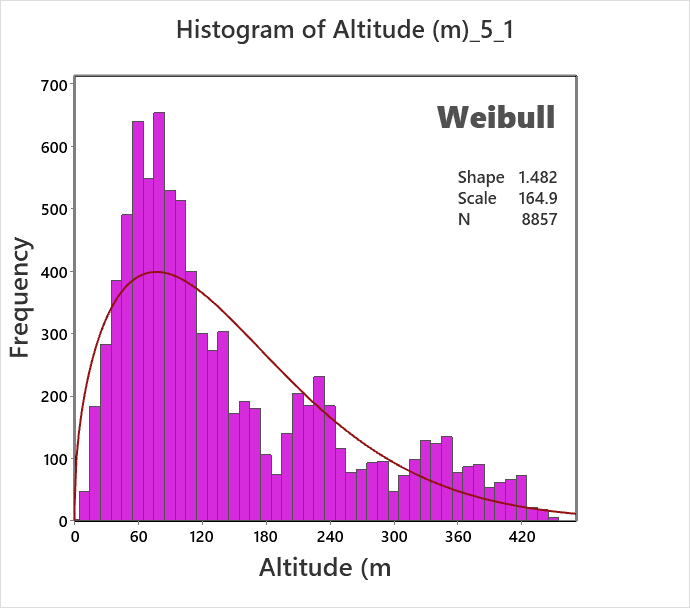 Histogram of Altitude (m)_5_1
700
600
500
400
300
200
100
0
Frequency
Weibull
Shape 1.482
Scale 164.9
N 8857
0 60 120 180 240 300 360 420
Altitude (m